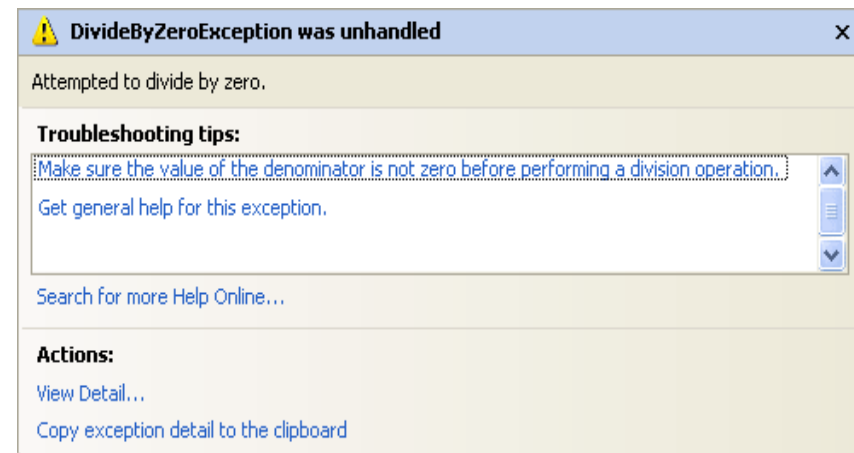 DivideByZeroException was unhandled
Attempted to divide by zero.
Troubleshooting tips:
Make sure the value of the denominator is not zero before performing a division operation.
Get general help for this exception.
Search for more Help Online...
Actions:
View Detail...
Copy exception detail to the clipboard